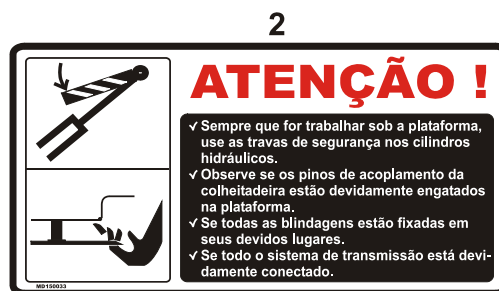 2
ATENÇÃO !
√ Sempre que for trabalhar sob a plataforma,
use as travas de segurança nos cilindros
hidráulicos.
√ Observe se os pinos de acoplamento da
colheitadeira estão devidamente engatados
na plataforma.
√ Se todas as blindagens estão fixadas em
seus devidos lugares.
√ Se todo o sistema de transmissão está devi-
damente conectado.
MD150033